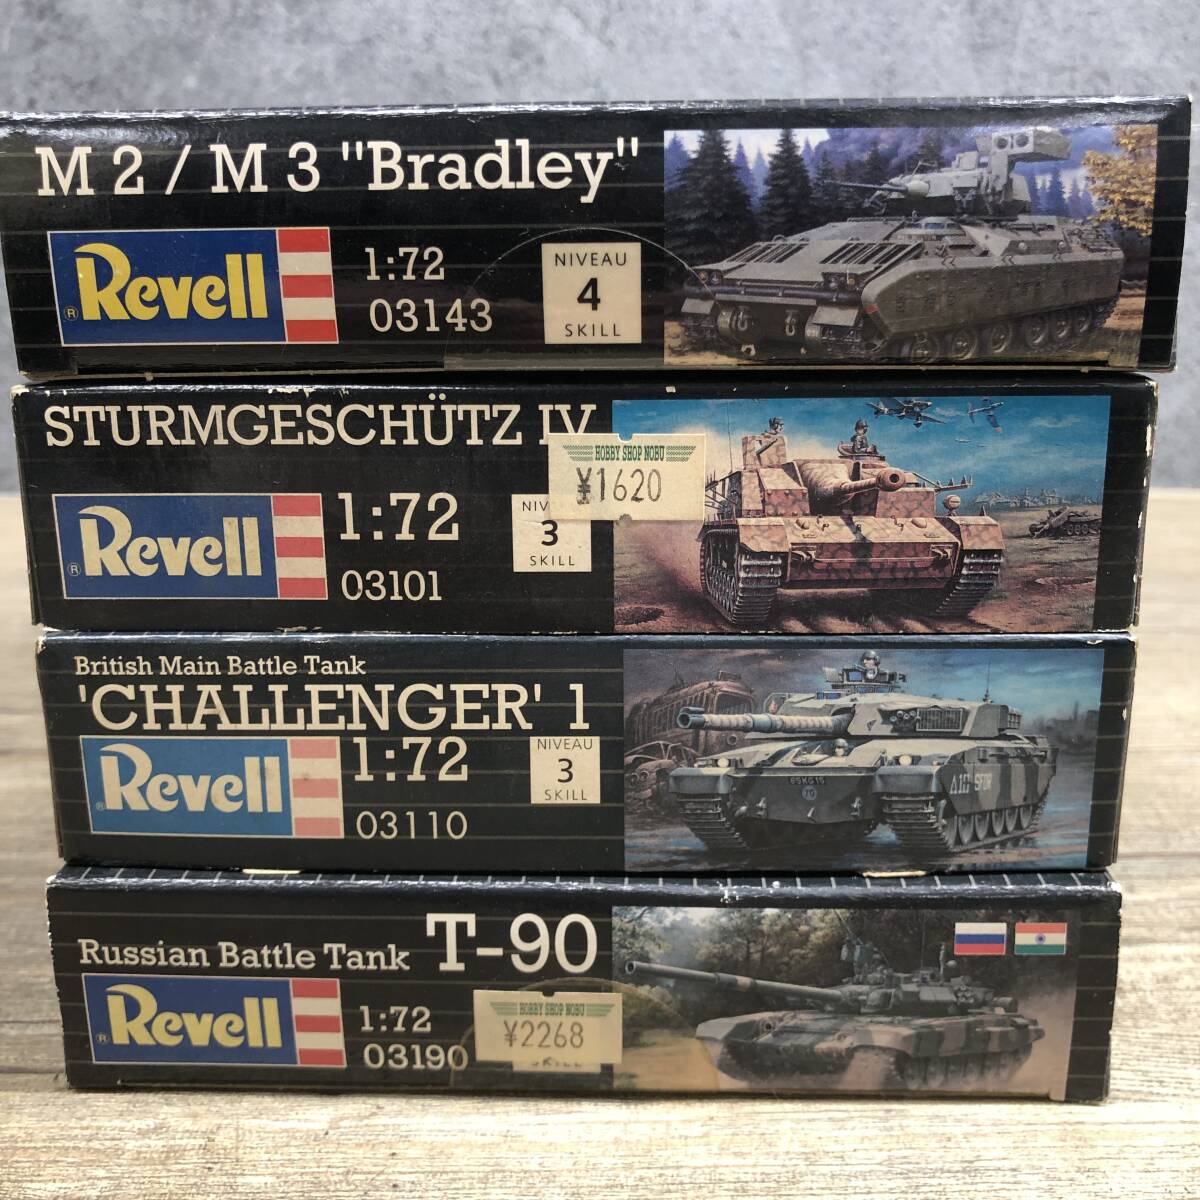 M 2 / M 3 "Bradley"
Revell
®
1:72
03143
NIVEAU
4
SKILL
STURMGESCHÜTZ IV
HOBBY SHOP NOBU
¥1620
Revell
®
1:72
03101
3
SKILL
British Main Battle Tank
'CHALLENGER' 1
Revell
®
1:72
03110
NIVEAU
3
SKILL
Russian Battle Tank T-90
Revell
®
1:72
03190
HOBBY SHOP NOBU
¥2268
SKILL